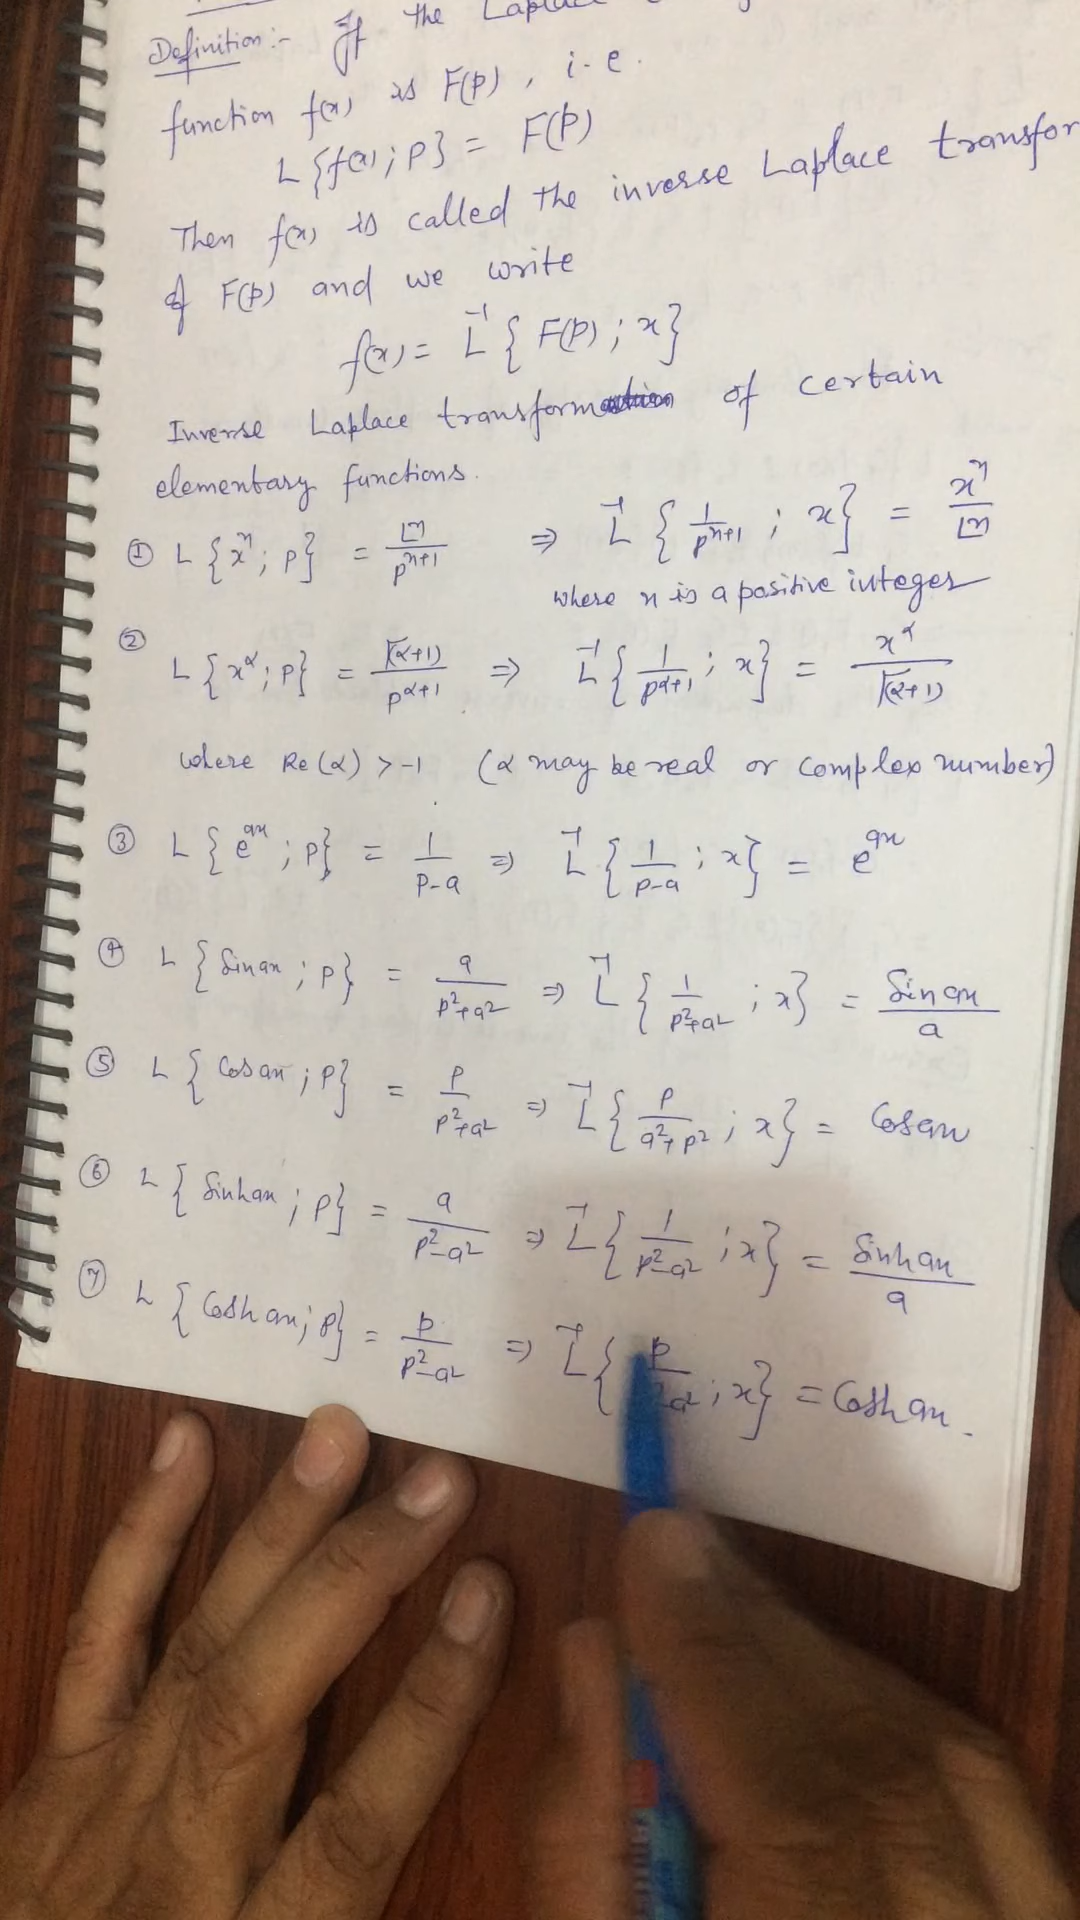 Definition:- If the Laplace
function f(x) is F(p), i.e.
L{f(x); p} = F(p)
Then f(x) is called the inverse Laplace transfor
of F(p) and we write
f(x) = L⁻¹{F(p); x}
Inverse Laplace transform of certain
elementary functions.
① L{xⁿ; p} = ⌊n / pⁿ⁺¹ ⇒ L⁻¹{1/pⁿ⁺¹; x} = xⁿ/⌊n
where n is a positive integer
② L{x^α; p} = Γ(α+1)/p^(α+1) ⇒ L⁻¹{1/p^(α+1); x} = x^α/Γ(α+1)
where Re(α) > -1 (α may be real or complex number)
③ L{e^(ax); p} = 1/(p-a) ⇒ L⁻¹{1/(p-a); x} = e^(ax)
④ L{Sin ax; p} = a/(p²+a²) ⇒ L⁻¹{1/(p²+a²); x} = Sin ax/a
⑤ L{Cos ax; p} = p/(p²+a²) ⇒ L⁻¹{p/(a²+p²); x} = Cos ax
⑥ L{Sinh ax; p} = a/(p²-a²) ⇒ L⁻¹{1/(p²-a²); x} = Sinh ax/a
⑦ L{Cosh ax; p} = p/(p²-a²) ⇒ L⁻¹{p/ ²-a²; x} = Cosh ax.